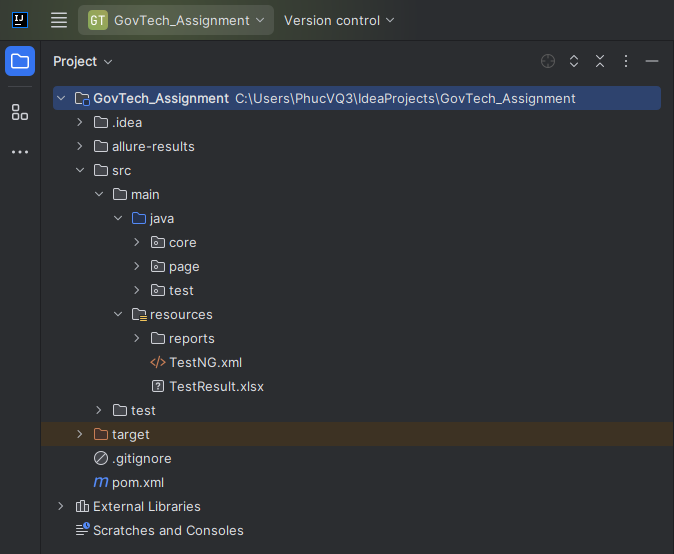 IJ
GT GovTech_Assignment Version control
Project
GovTech_Assignment C:\Users\PhucVQ3\IdeaProjects\GovTech_Assignment
.idea
allure-results
src
main
java
core
page
test
resources
reports
</> TestNG.xml
? TestResult.xlsx
test
target
.gitignore
m pom.xml
External Libraries
Scratches and Consoles